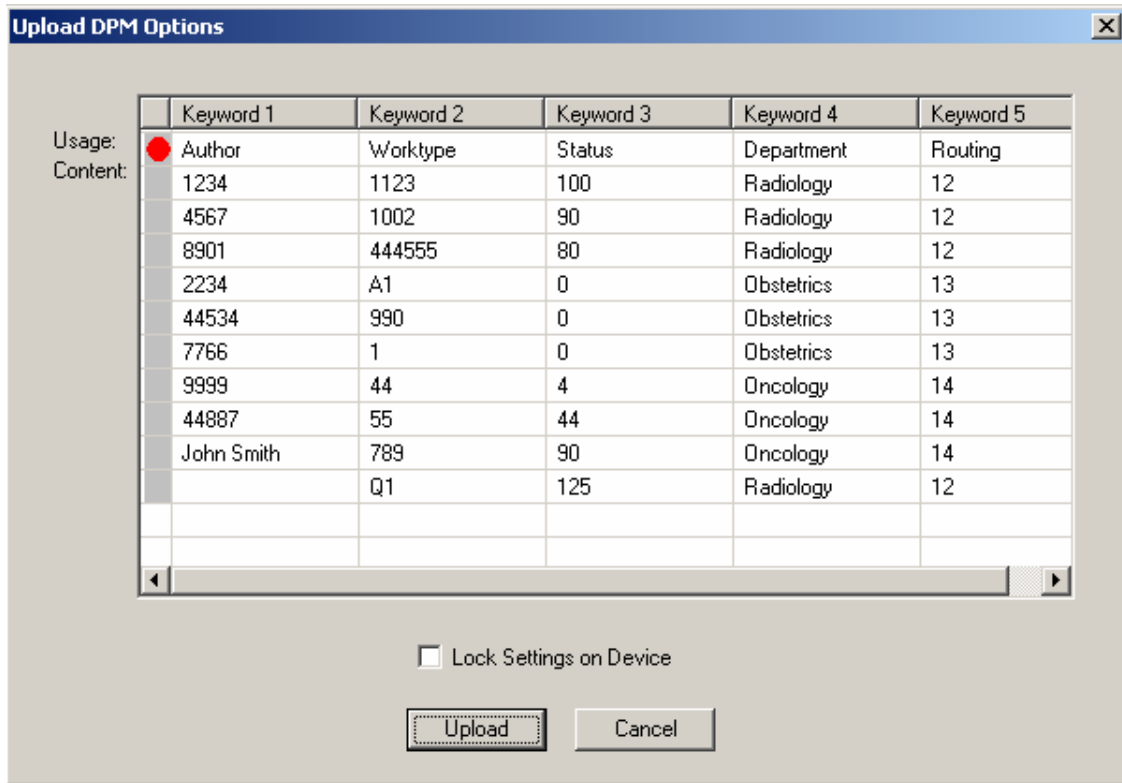 Upload DPM Options
Keyword 1 Keyword 2 Keyword 3 Keyword 4 Keyword 5
Usage: Author Worktype Status Department Routing
Content: 1234 1123 100 Radiology 12
4567 1002 90 Radiology 12
8901 444555 80 Radiology 12
2234 A1 0 Obstetrics 13
44534 990 0 Obstetrics 13
7766 1 0 Obstetrics 13
9999 44 4 Oncology 14
44887 55 44 Oncology 14
John Smith 789 90 Oncology 14
Q1 125 Radiology 12
Lock Settings on Device
Upload Cancel